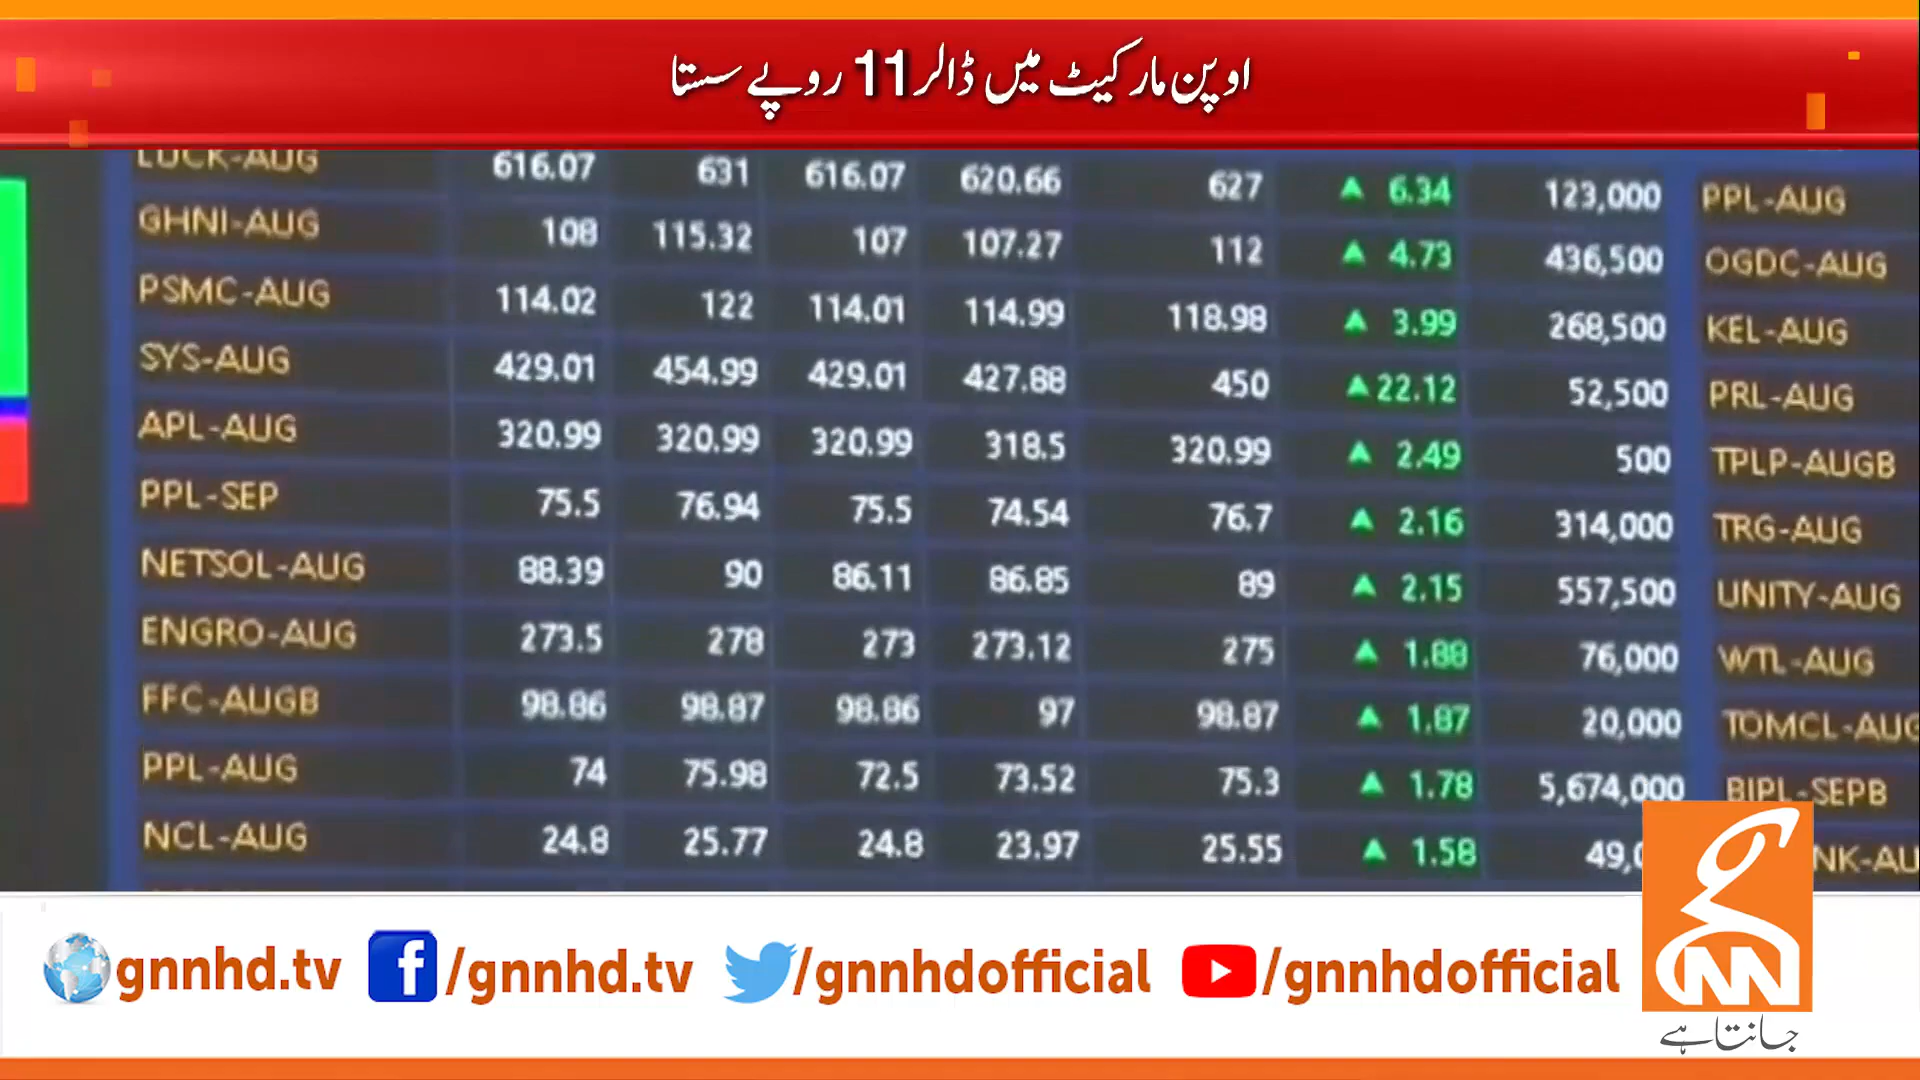 اوپن مارکیٹ میں ڈالر 11 روپے سستا
LUCK-AUG 616.07 631 616.07 620.66 627 ▲ 6.34 123,000 PPL-AUG
GHNI-AUG 108 115.32 107 107.27 112 ▲ 4.73 436,500 OGDC-AUG
PSMC-AUG 114.02 122 114.01 114.99 118.98 ▲ 3.99 268,500 KEL-AUG
SYS-AUG 429.01 454.99 429.01 427.88 450 ▲ 22.12 52,500 PRL-AUG
APL-AUG 320.99 320.99 320.99 318.5 320.99 ▲ 2.49 500 TPLP-AUGB
PPL-SEP 75.5 76.94 75.5 74.54 76.7 ▲ 2.16 314,000 TRG-AUG
NETSOL-AUG 88.39 90 86.11 86.85 89 ▲ 2.15 557,500 UNITY-AUG
ENGRO-AUG 273.5 278 273 273.12 275 ▲ 1.88 76,000 WTL-AUG
FFC-AUGB 98.86 98.87 98.86 97 98.87 ▲ 1.87 20,000 TOMCL-AUG
PPL-AUG 74 75.98 72.5 73.52 75.3 ▲ 1.78 5,674,000 BIPL-SEPB
NCL-AUG 24.8 25.77 24.8 23.97 25.55 ▲ 1.58 49,0 NK-AU
gnnhd.tv /gnnhd.tv /gnnhdofficial /gnnhdofficial
GNN
جانتا ہے